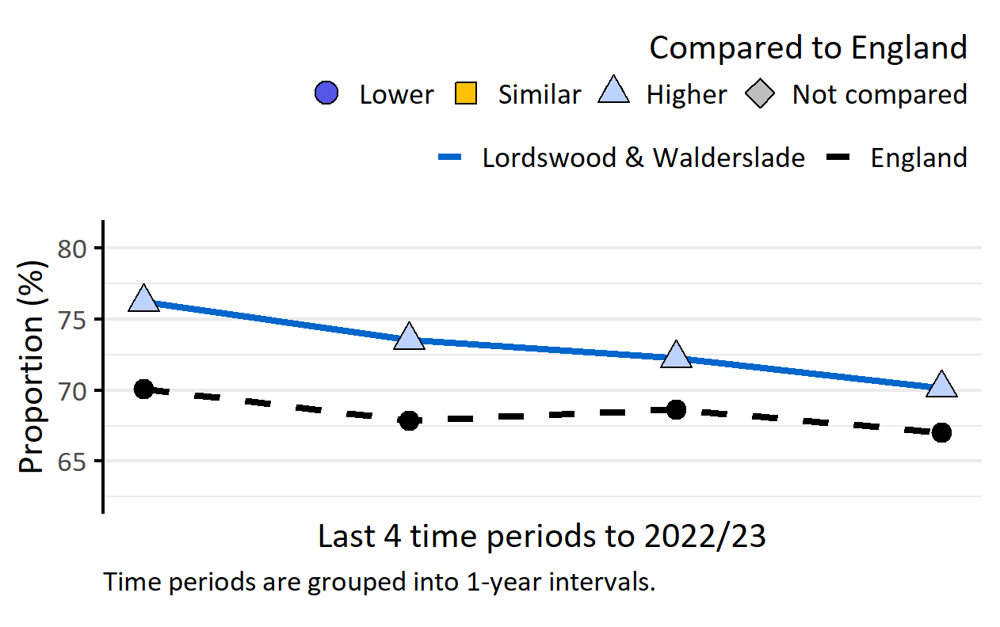 Compared to England
Lower Similar Higher Not compared
Lordswood & Walderslade England
Proportion (%)
80
75
70
65
Last 4 time periods to 2022/23
Time periods are grouped into 1-year intervals.